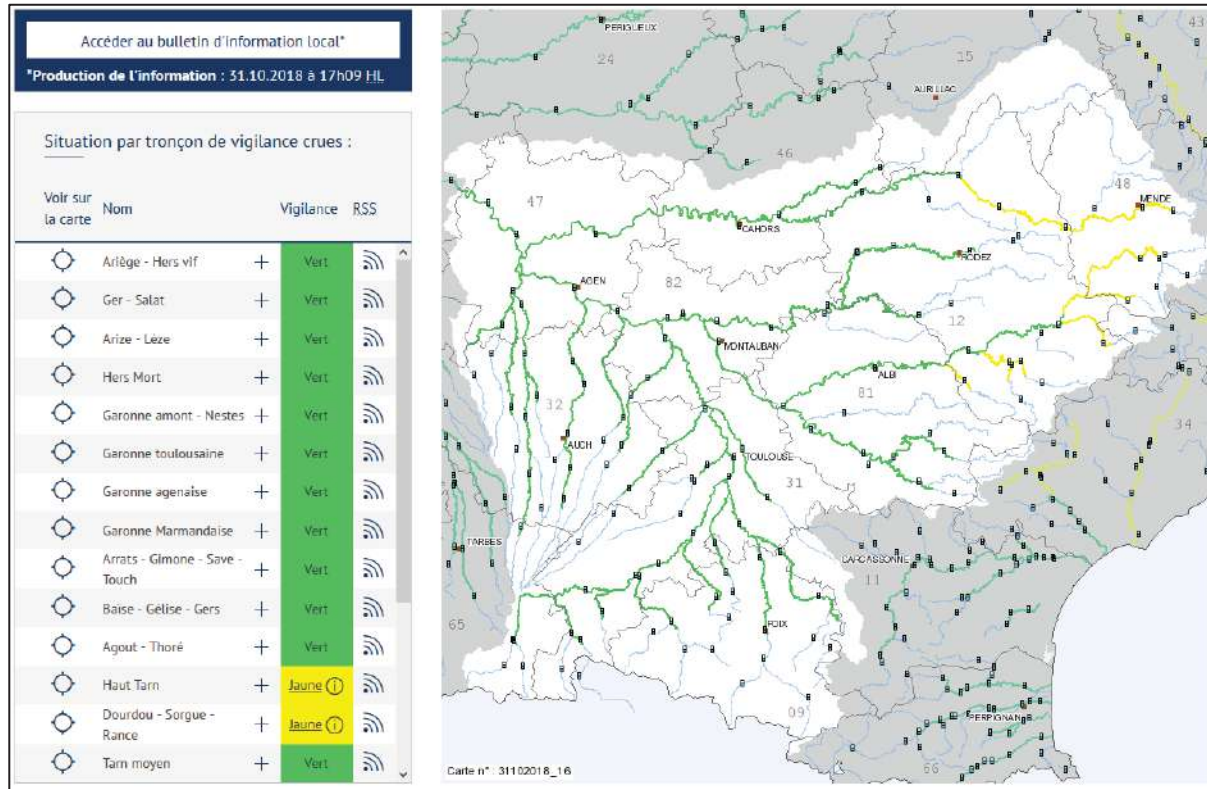 Accéder au bulletin d'information local*
*Production de l'information : 31.10.2018 à 17h09 HL
Situation par tronçon de vigilance crues :
Voir sur la carte Nom Vigilance RSS
Ariège - Hers vif + Vert
Ger - Salat + Vert
Arize - Lèze + Vert
Hers Mort + Vert
Garonne amont - Nestes + Vert
Garonne toulousaine + Vert
Garonne agenaise + Vert
Garonne Marmandaise + Vert
Arrats - Gimone - Save -
Touch + Vert
Baise - Gélise - Gers + Vert
Agout - Thoré + Vert
Haut Tarn + Jaune
Dourdou - Sorgue -
Rance + Jaune
Tarn moyen + Vert
PERIGUEUX
43
24
15
AURILLAC
46
48
47
MENDE
CAHORS
RODEZ
AGEN
82
12
MONTAUBAN
ALBI
32
81
34
AUCH
TOULOUSE
31
TARBES
CARCASSONNE
11
65
FOIX
09
PERPIGNAN
66
Carte n° : 31102018_16